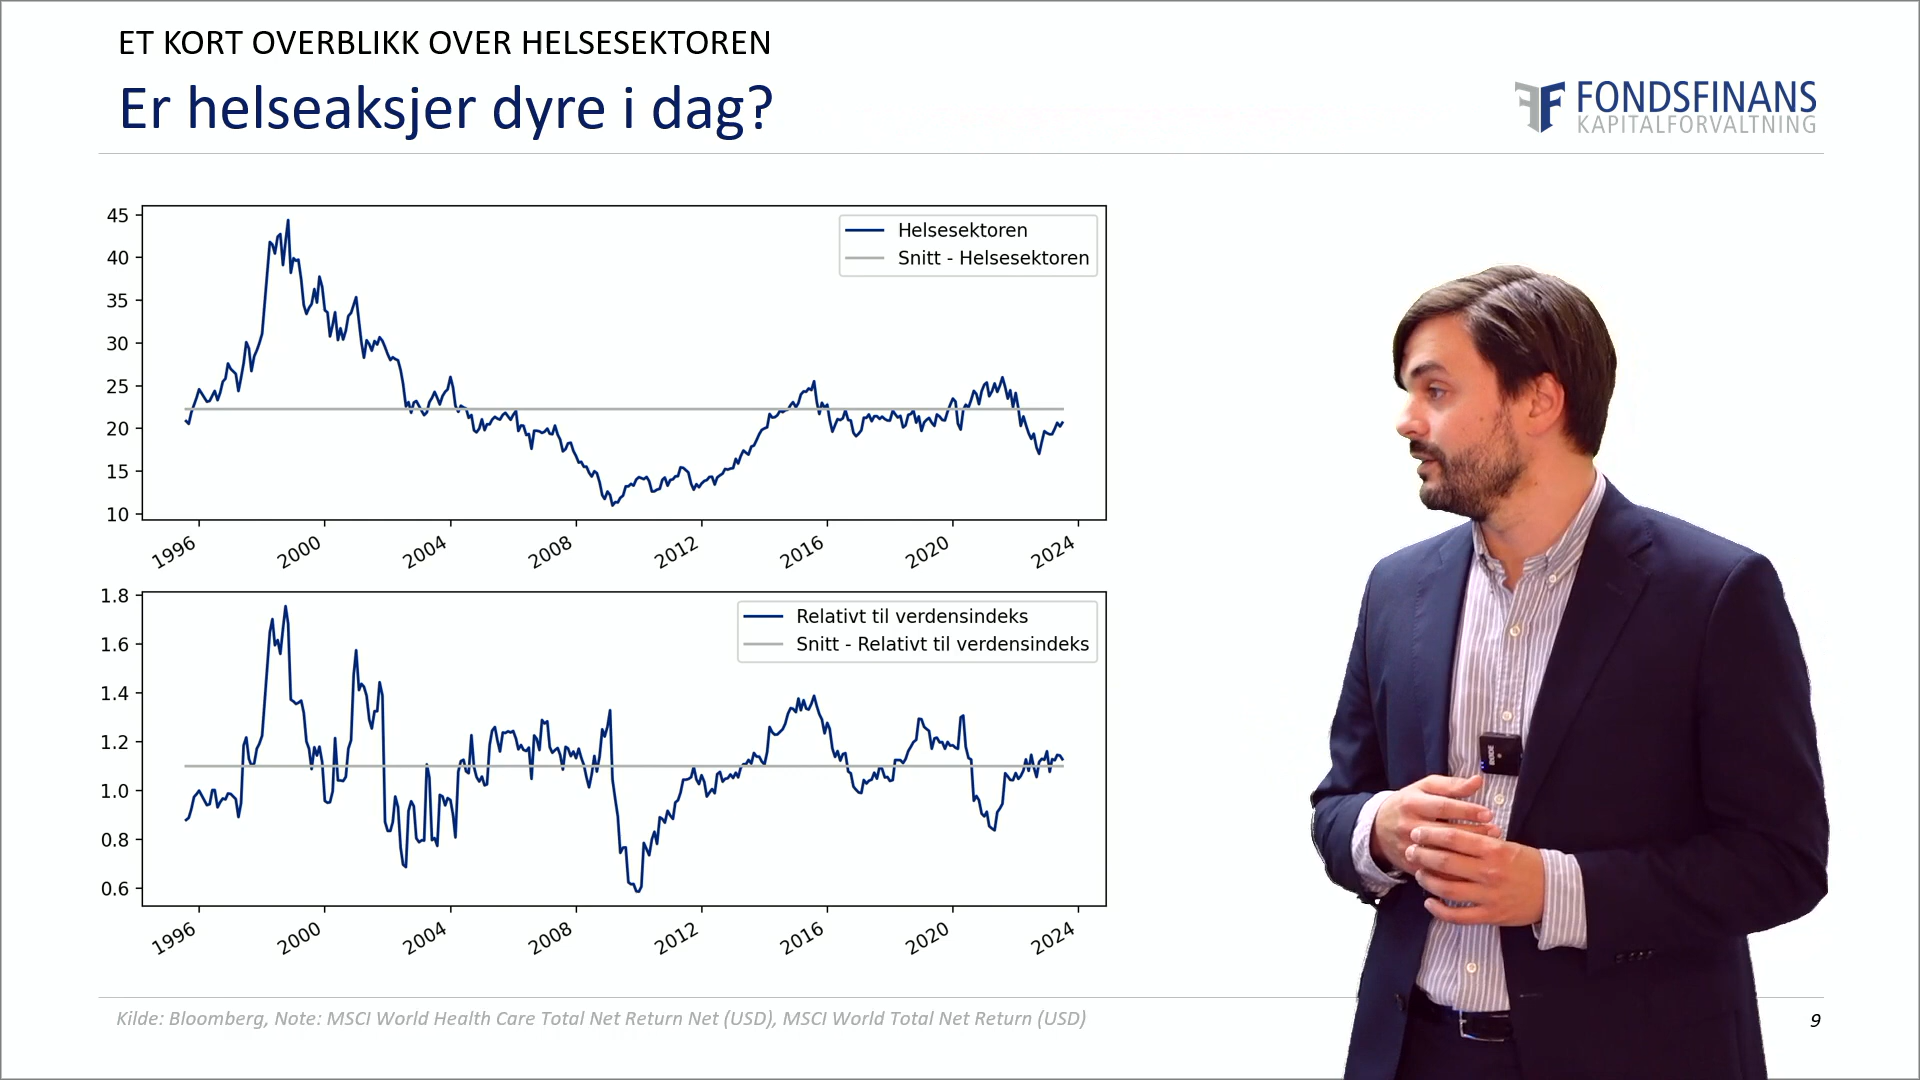 ET KORT OVERBLIKK OVER HELSESEKTOREN
Er helseaksjer dyre i dag?
FONDSFINANS
KAPITALFORVALTNING
45
40
35
30
25
20
15
10
Helsesektoren
Snitt - Helsesektoren
1996 2000 2004 2008 2012 2016 2020 2024
1.8
1.6
1.4
1.2
1.0
0.8
0.6
Relativt til verdensindeks
Snitt - Relativt til verdensindeks
1996 2000 2004 2008 2012 2016 2020 2024
Kilde: Bloomberg, Note: MSCI World Health Care Total Net Return Net (USD), MSCI World Total Net Return (USD)
9